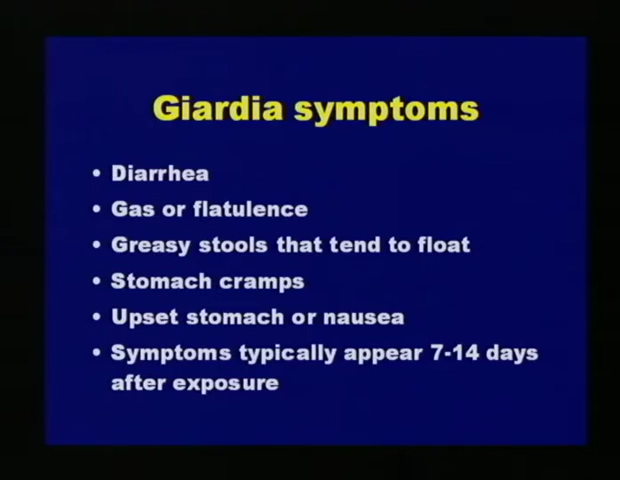 Giardia symptoms
• Diarrhea
• Gas or flatulence
• Greasy stools that tend to float
• Stomach cramps
• Upset stomach or nausea
• Symptoms typically appear 7-14 days
after exposure